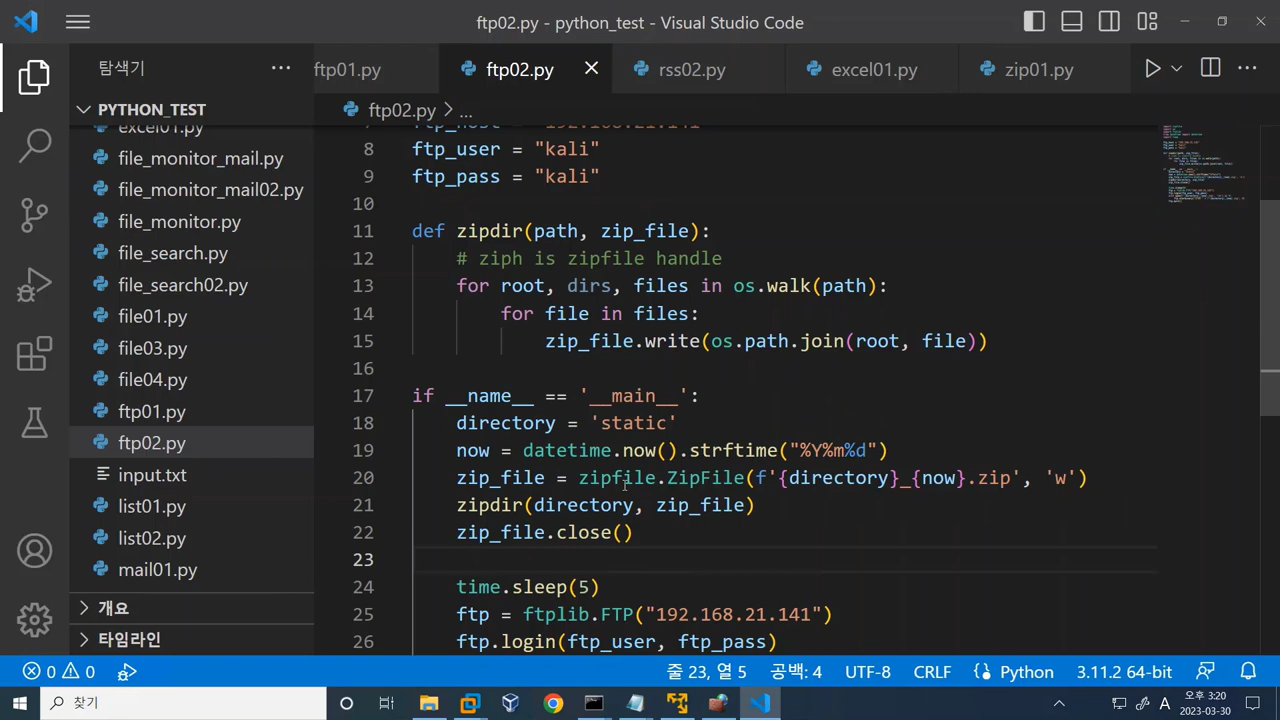 ftp02.py - python_test - Visual Studio Code
탐색기
ftp01.py
ftp02.py
rss02.py
excel01.py
zip01.py
PYTHON_TEST
ftp02.py > ...
excel01.py
file_monitor_mail.py
file_monitor_mail02.py
file_monitor.py
file_search.py
file_search02.py
file01.py
file03.py
file04.py
ftp01.py
ftp02.py
input.txt
list01.py
list02.py
mail01.py
개요
타임라인
7 ftp_host = "192.168.21.141"
8 ftp_user = "kali"
9 ftp_pass = "kali"
10
11 def zipdir(path, zip_file):
12 # ziph is zipfile handle
13 for root, dirs, files in os.walk(path):
14 for file in files:
15 zip_file.write(os.path.join(root, file))
16
17 if __name__ == '__main__':
18 directory = 'static'
19 now = datetime.now().strftime("%Y%m%d")
20 zip_file = zipfile.ZipFile(f'{directory}_{now}.zip', 'w')
21 zipdir(directory, zip_file)
22 zip_file.close()
23
24 time.sleep(5)
25 ftp = ftplib.FTP("192.168.21.141")
26 ftp.login(ftp_user, ftp_pass)
0 0
줄 23, 열 5
공백: 4
UTF-8
CRLF
Python
3.11.2 64-bit
찾기
A
오후 3:20
2023-03-30